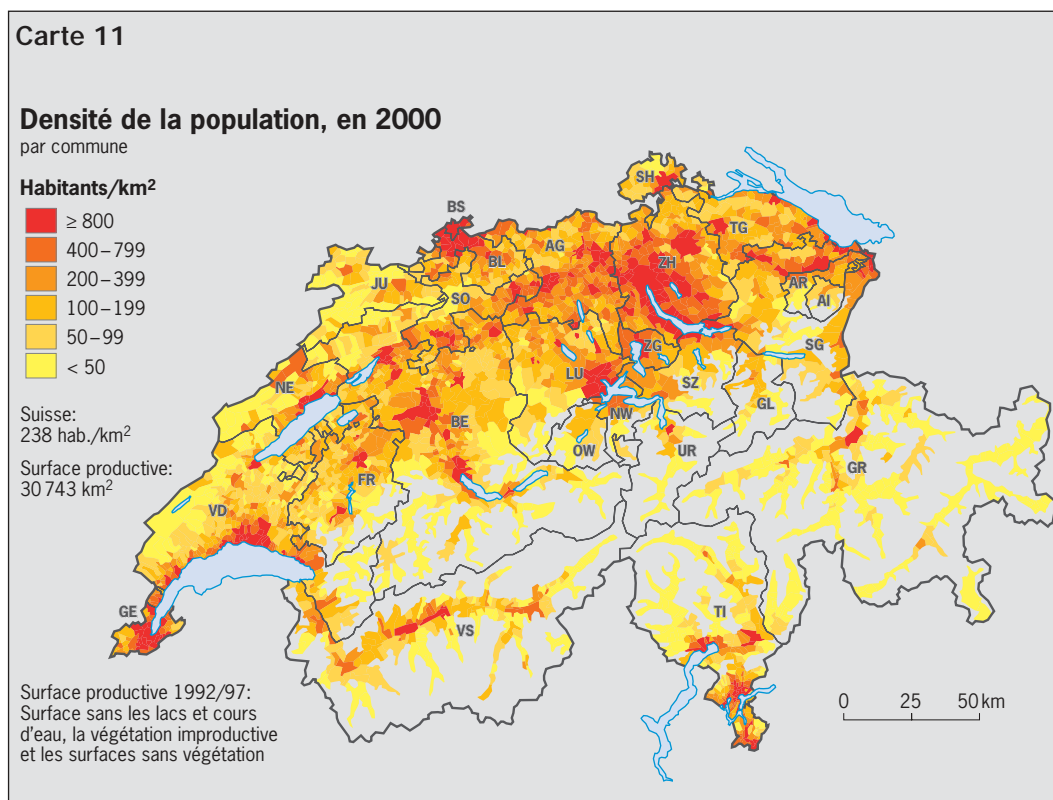 Carte 11
Densité de la population, en 2000
par commune
Habitants/km²
≥ 800
400–799
200–399
100–199
50–99
< 50
Suisse:
238 hab./km²
Surface productive:
30 743 km²
Surface productive 1992/97:
Surface sans les lacs et cours
d'eau, la végétation improductive
et les surfaces sans végétation
SH
BS
TG
AG
BL
ZH
JU
SO
AR
AI
SG
ZG
LU
SZ
NE
NW
GL
BE
OW
UR
GR
FR
VD
GE
TI
VS
0 25 50 km